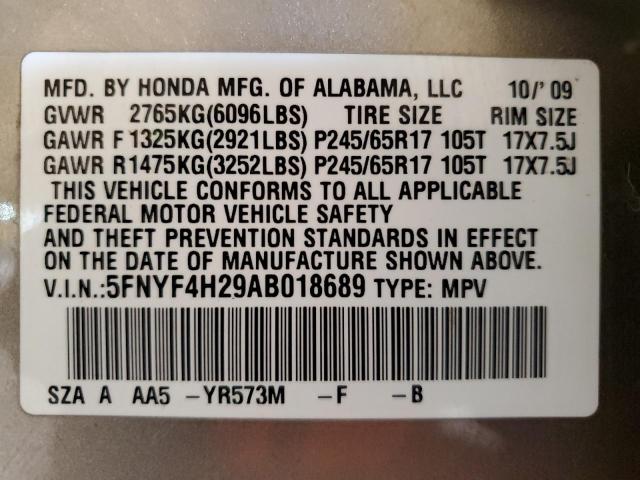 MFD. BY HONDA MFG. OF ALABAMA, LLC 10/'09
GVWR 2765KG(6096LBS) TIRE SIZE RIM SIZE
GAWR F1325KG(2921LBS) P245/65R17 105T 17X7.5J
GAWR R1475KG(3252LBS) P245/65R17 105T 17X7.5J
THIS VEHICLE CONFORMS TO ALL APPLICABLE
FEDERAL MOTOR VEHICLE SAFETY
AND THEFT PREVENTION STANDARDS IN EFFECT
ON THE DATE OF MANUFACTURE SHOWN ABOVE.
V.I.N.:5FNYF4H29AB018689 TYPE: MPV
SZA A AA5 -YR573M -F -B